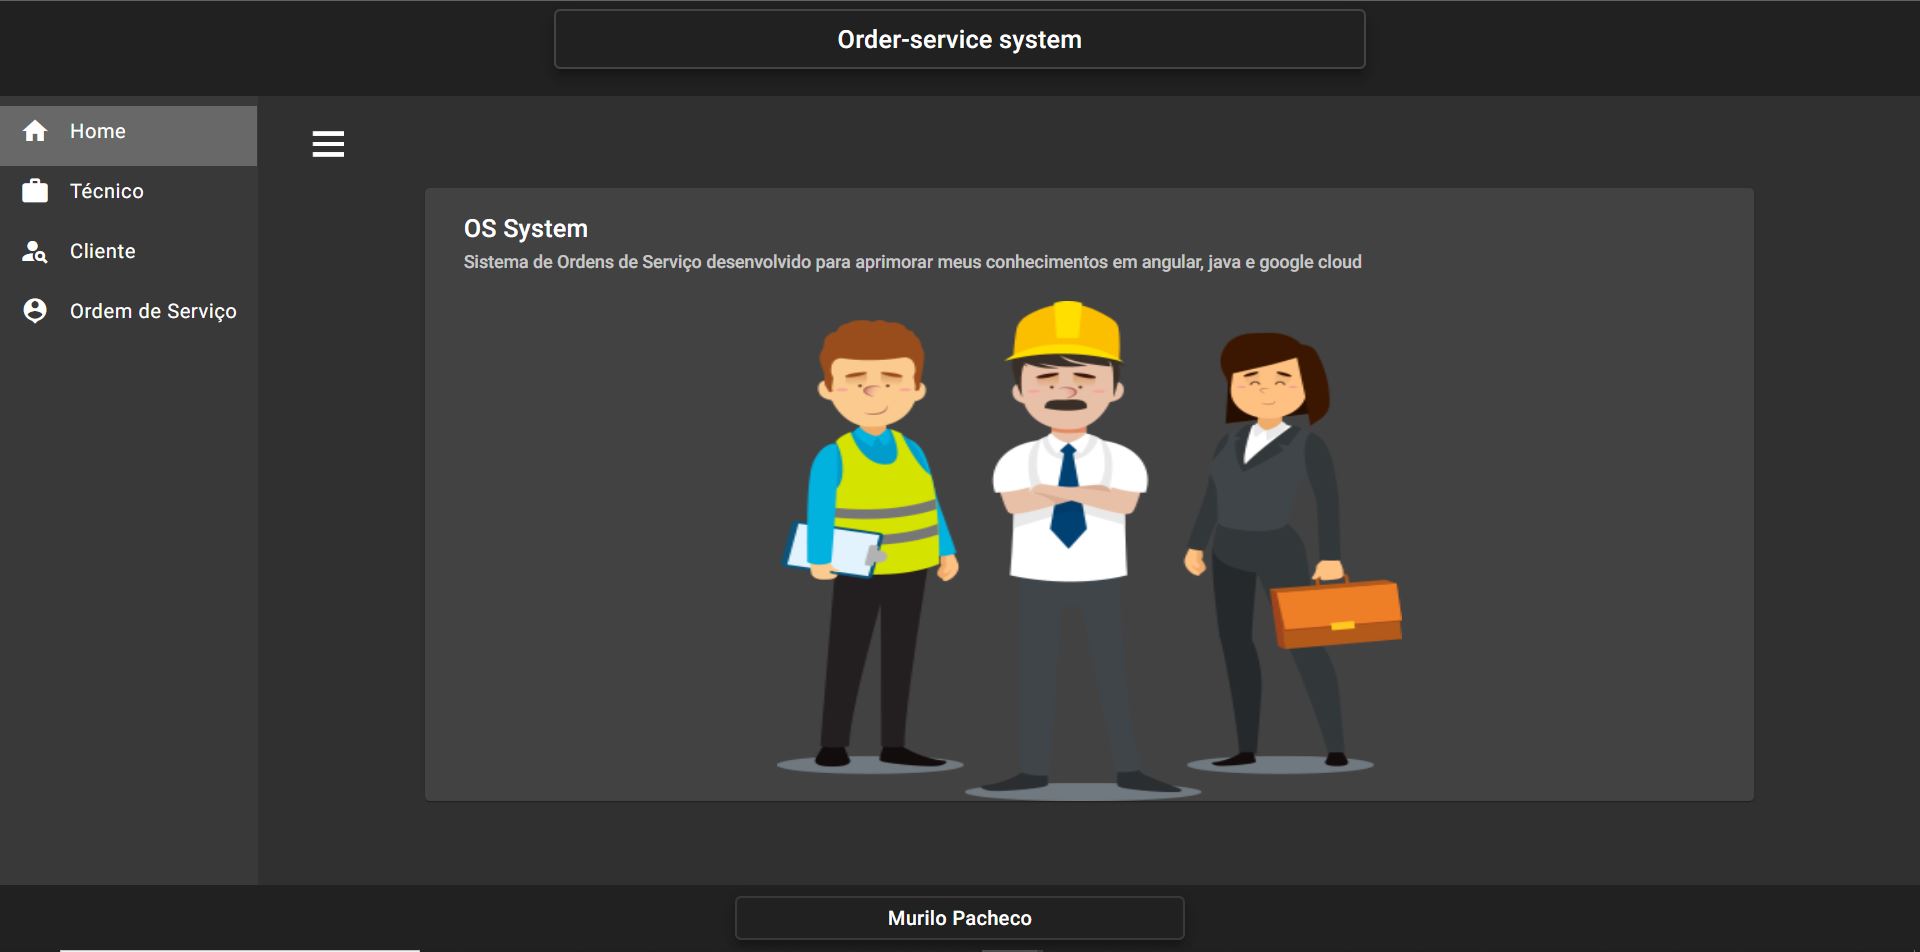 Order-service system
Home
Técnico
Cliente
Ordem de Serviço
OS System
Sistema de Ordens de Serviço desenvolvido para aprimorar meus conhecimentos em angular, java e google cloud
Murilo Pacheco